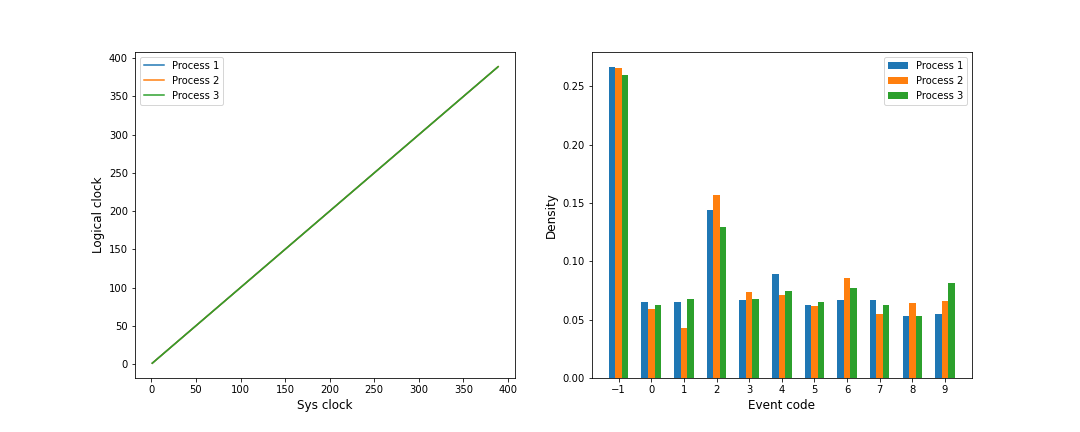 Process 1
Process 2
Process 3
400
350
300
250
200
150
100
50
0
Logical clock
0 50 100 150 200 250 300 350 400
Sys clock
Process 1
Process 2
Process 3
0.25
0.20
0.15
0.10
0.05
0.00
Density
−1 0 1 2 3 4 5 6 7 8 9
Event code